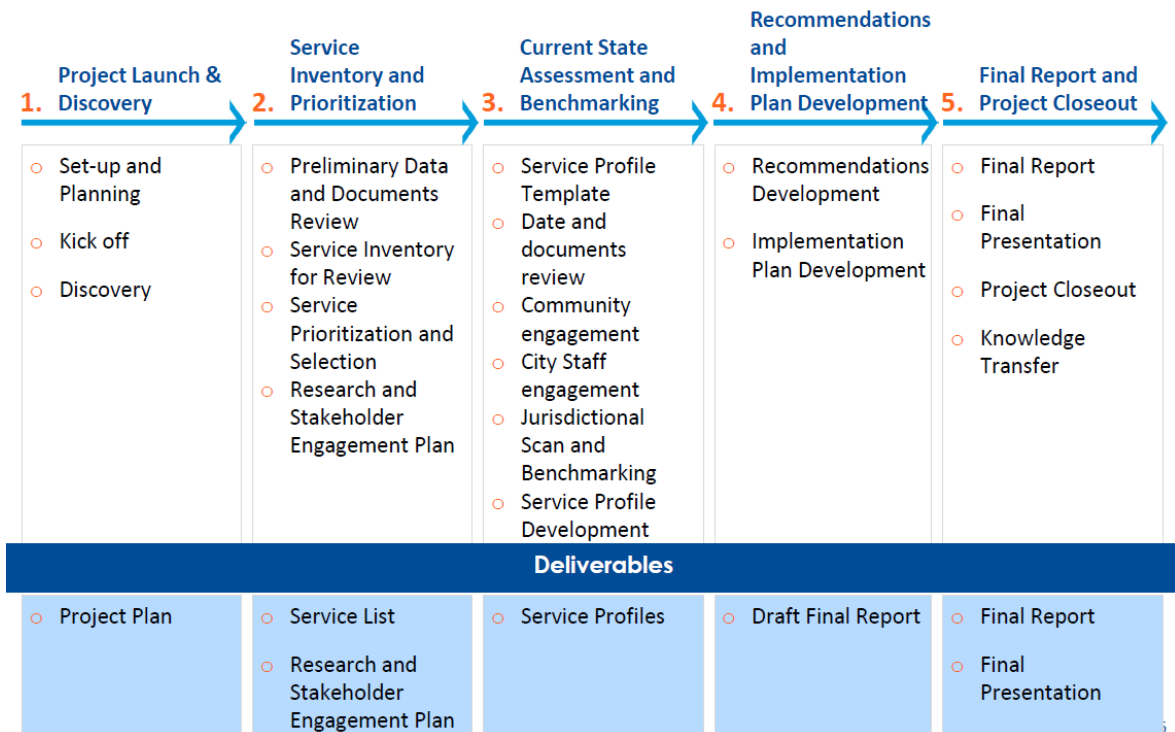 1. Project Launch &
Discovery
2. Service
Inventory and
Prioritization
3. Current State
Assessment and
Benchmarking
4. Recommendations
and
Implementation
Plan Development
5. Final Report and
Project Closeout
○ Set-up and
Planning
○ Kick off
○ Discovery
○ Preliminary Data
and Documents
Review
○ Service Inventory
for Review
○ Service
Prioritization and
Selection
○ Research and
Stakeholder
Engagement Plan
○ Service Profile
Template
○ Date and
documents
review
○ Community
engagement
○ City Staff
engagement
○ Jurisdictional
Scan and
Benchmarking
○ Service Profile
Development
○ Recommendations
Development
○ Implementation
Plan Development
○ Final Report
○ Final
Presentation
○ Project Closeout
○ Knowledge
Transfer
Deliverables
○ Project Plan
○ Service List
○ Research and
Stakeholder
Engagement Plan
○ Service Profiles
○ Draft Final Report
○ Final Report
○ Final
Presentation